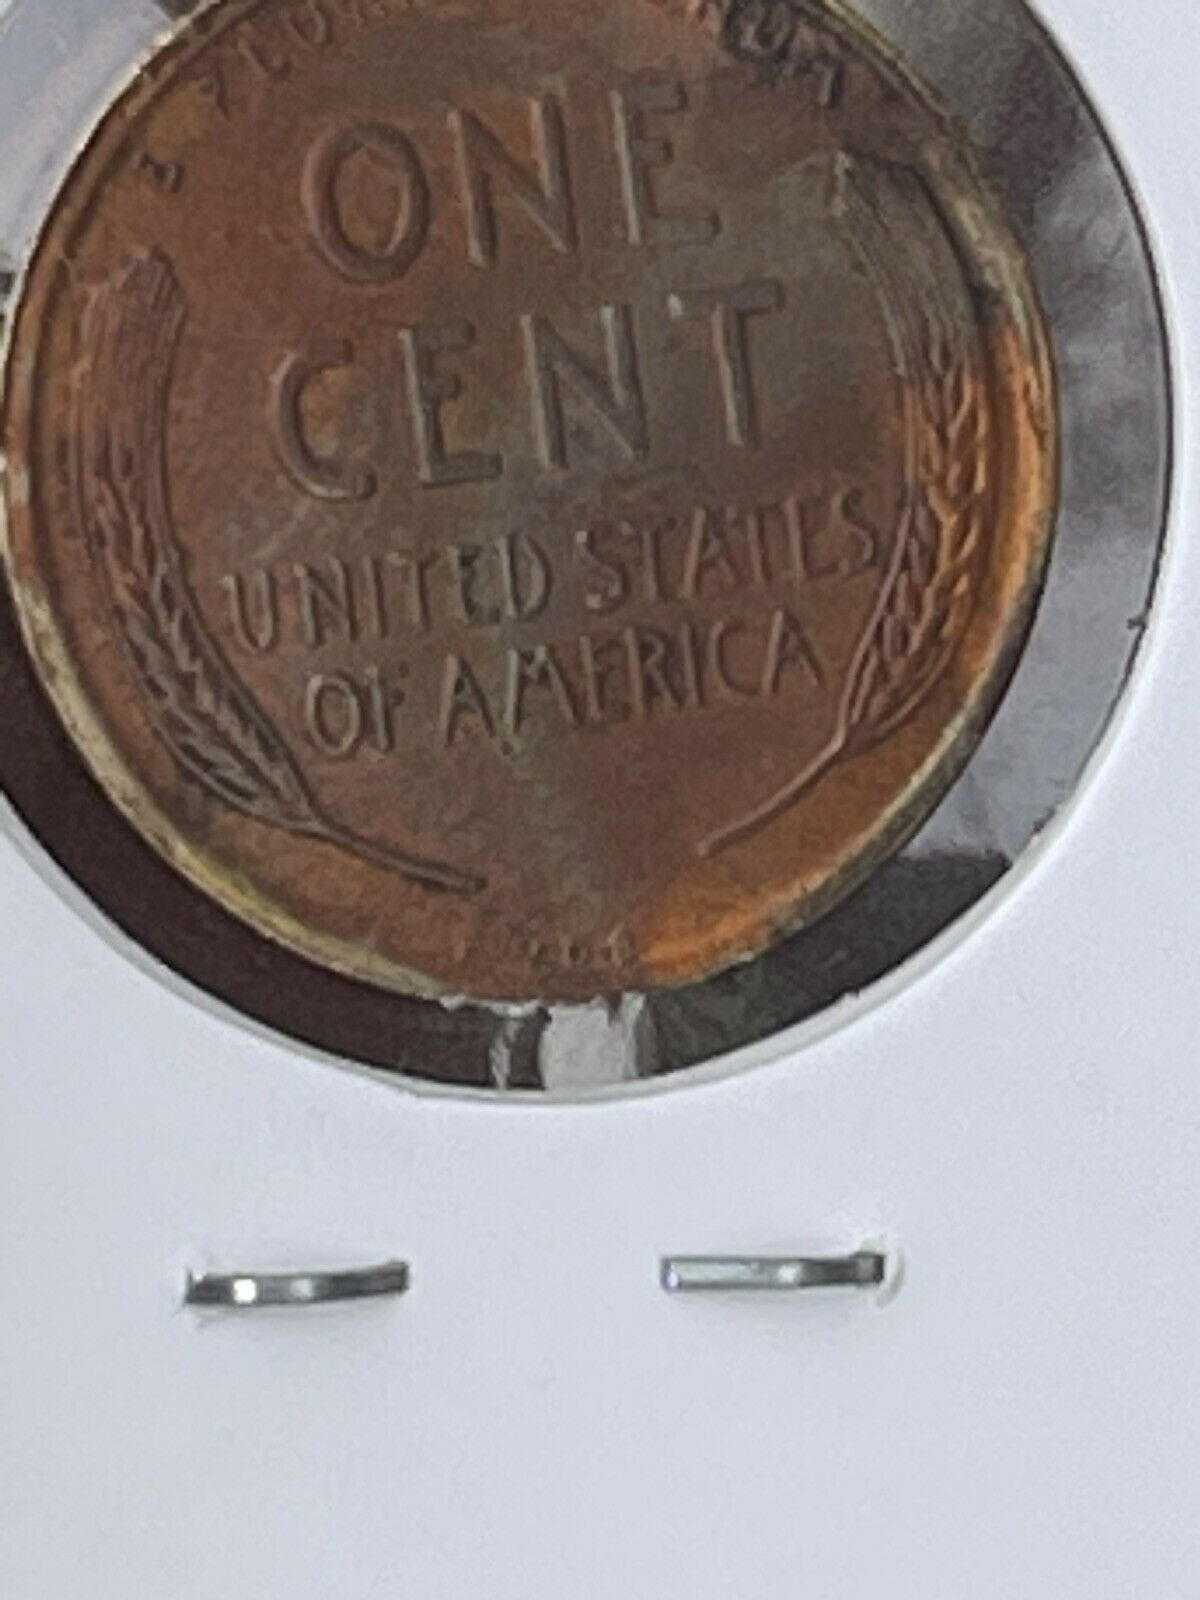 ONE
CENT
UNITED STATES
OF AMERICA